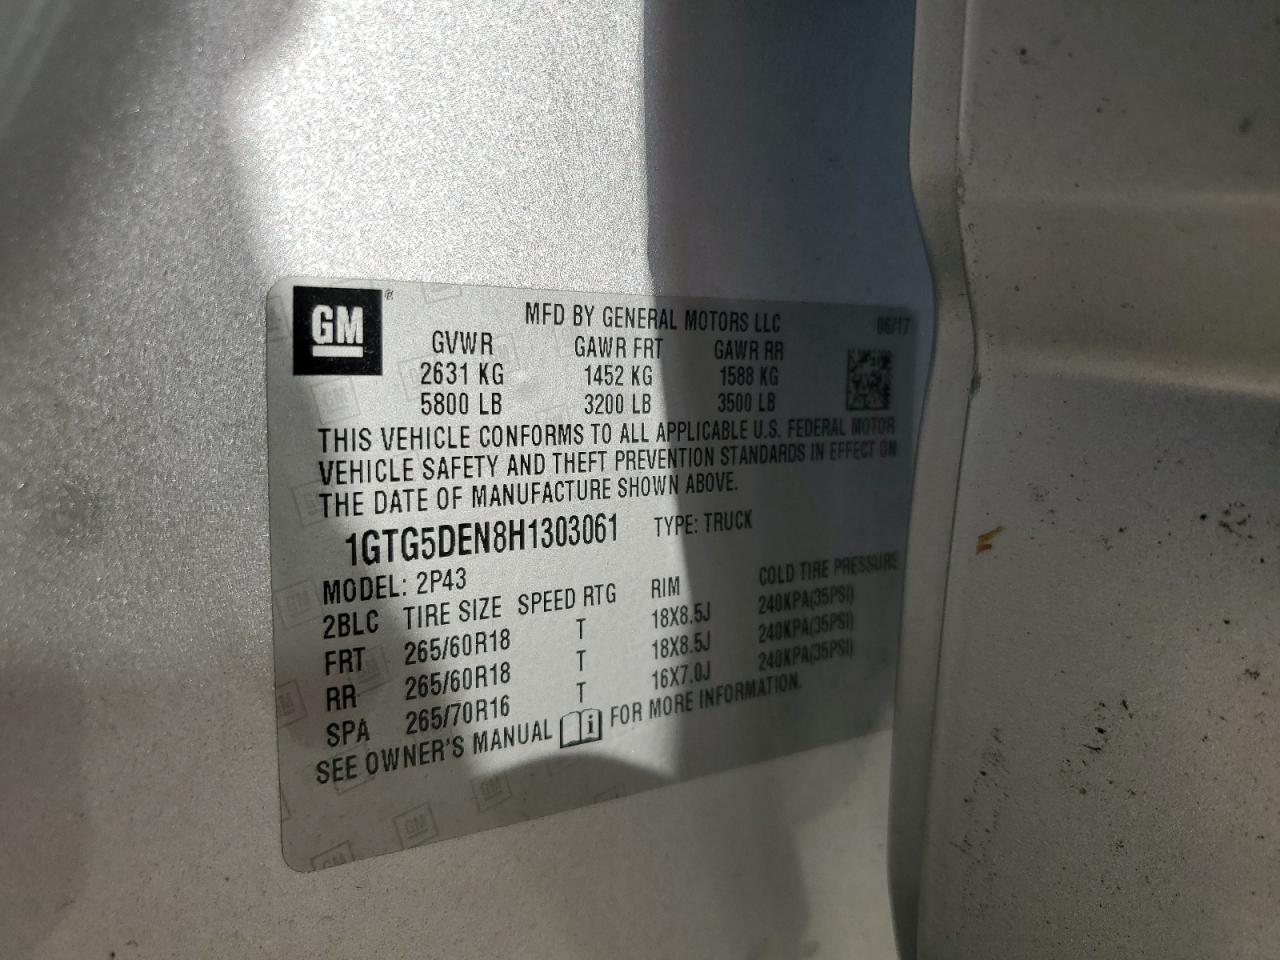 GM ®
MFD BY GENERAL MOTORS LLC 06/17
GVWR GAWR FRT GAWR RR
2631 KG 1452 KG 1588 KG
5800 LB 3200 LB 3500 LB
THIS VEHICLE CONFORMS TO ALL APPLICABLE U.S. FEDERAL MOTOR
VEHICLE SAFETY AND THEFT PREVENTION STANDARDS IN EFFECT ON
THE DATE OF MANUFACTURE SHOWN ABOVE.
1GTG5DEN8H1303061 TYPE: TRUCK
MODEL: 2P43
2BLC TIRE SIZE SPEED RTG RIM COLD TIRE PRESSURE
FRT 265/60R18 T 18X8.5J 240KPA(35PSI)
RR 265/60R18 T 18X8.5J 240KPA(35PSI)
SPA 265/70R16 T 16X7.0J 240KPA(35PSI)
SEE OWNER'S MANUAL i FOR MORE INFORMATION.